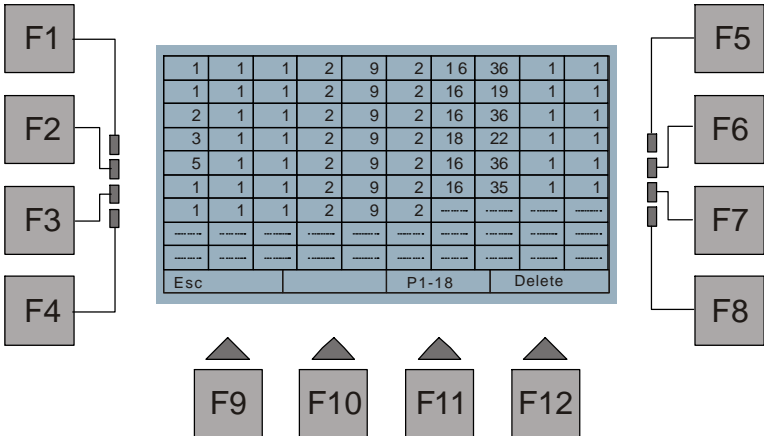 F1
F5
1 1 1 2 9 2 1 6 36 1 1
1 1 1 2 9 2 16 19 1 1
F2
F6
2 1 1 2 9 2 16 36 1 1
3 1 1 2 9 2 18 22 1 1
5 1 1 2 9 2 16 36 1 1
1 1 1 2 9 2 16 35 1 1
F3
F7
1 1 1 2 9 2 ------- ------- ------- -------
------- ------- ------- ------- ------- ------- ------- ------- ------- -------
------- ------- ------- ------- ------- ------- ------- ------- ------- -------
Esc P1-18 Delete
F4
F8
F9 F10 F11 F12